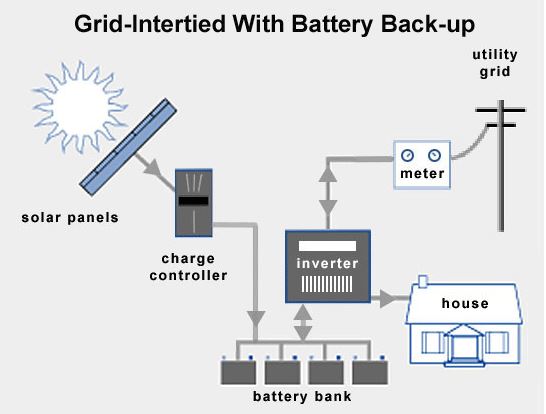 Grid-Intertied With Battery Back-up
utility
grid
meter
solar panels
charge
controller
inverter
house
battery bank